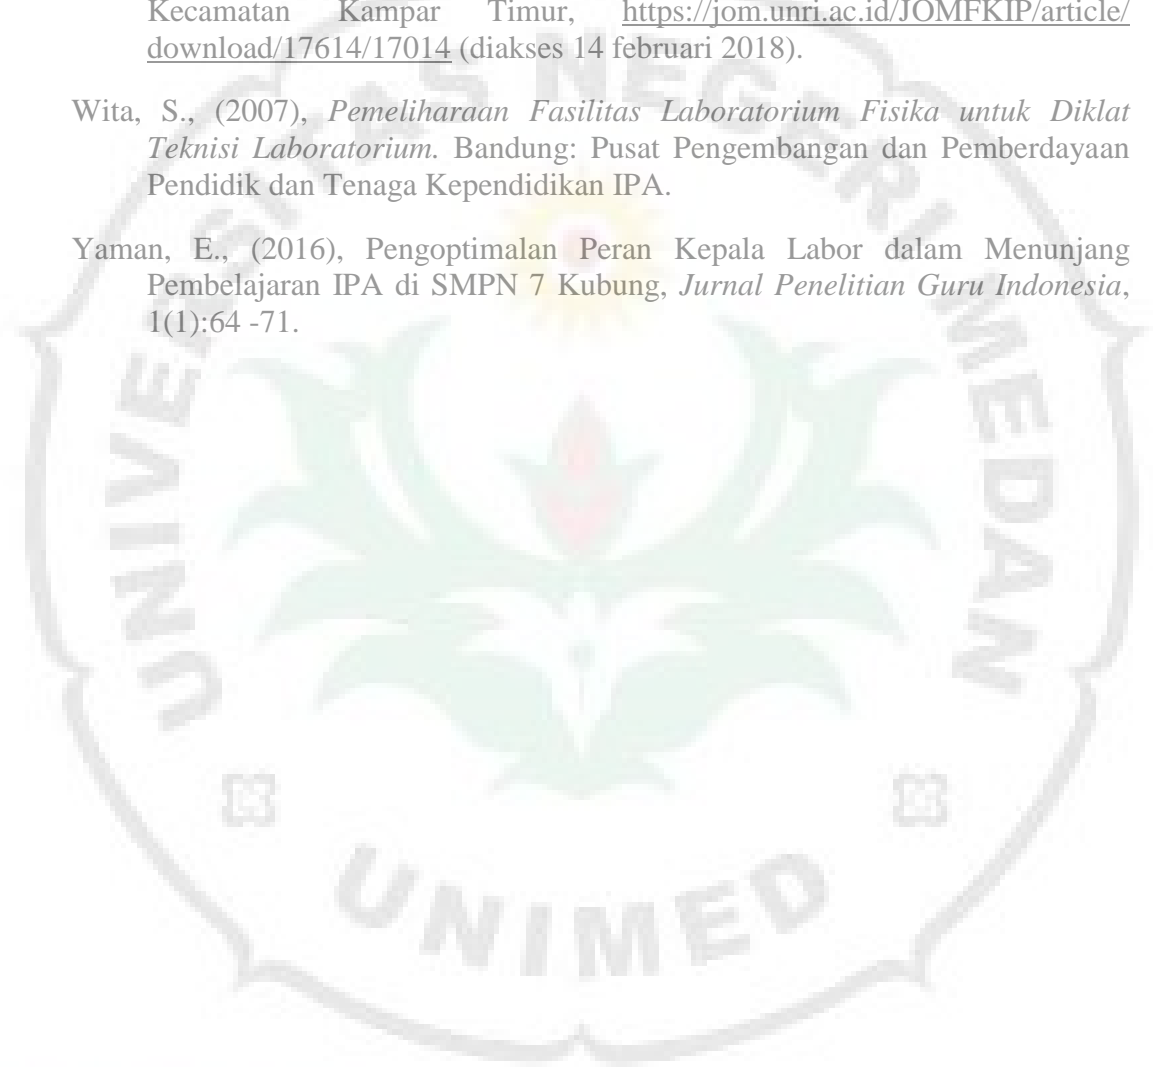 Kecamatan Kampar Timur, https://jom.unri.ac.id/JOMFKIP/article/
download/17614/17014 (diakses 14 februari 2018).
Wita, S., (2007), Pemeliharaan Fasilitas Laboratorium Fisika untuk Diklat
Teknisi Laboratorium. Bandung: Pusat Pengembangan dan Pemberdayaan
Pendidik dan Tenaga Kependidikan IPA.
Yaman, E., (2016), Pengoptimalan Peran Kepala Labor dalam Menunjang
Pembelajaran IPA di SMPN 7 Kubung, Jurnal Penelitian Guru Indonesia,
1(1):64 -71.
UNIVERSITAS NEGERI MEDAN
UNIMED